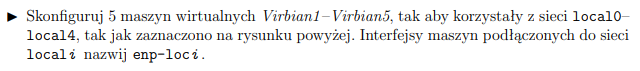 ► Skonfiguruj 5 maszyn wirtualnych Virbian1–Virbian5, tak aby korzystały z sieci local0–
local4, tak jak zaznaczono na rysunku powyżej. Interfejsy maszyn podłączonych do sieci
locali nazwij enp-loci.